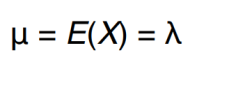 μ = E(X) = λ